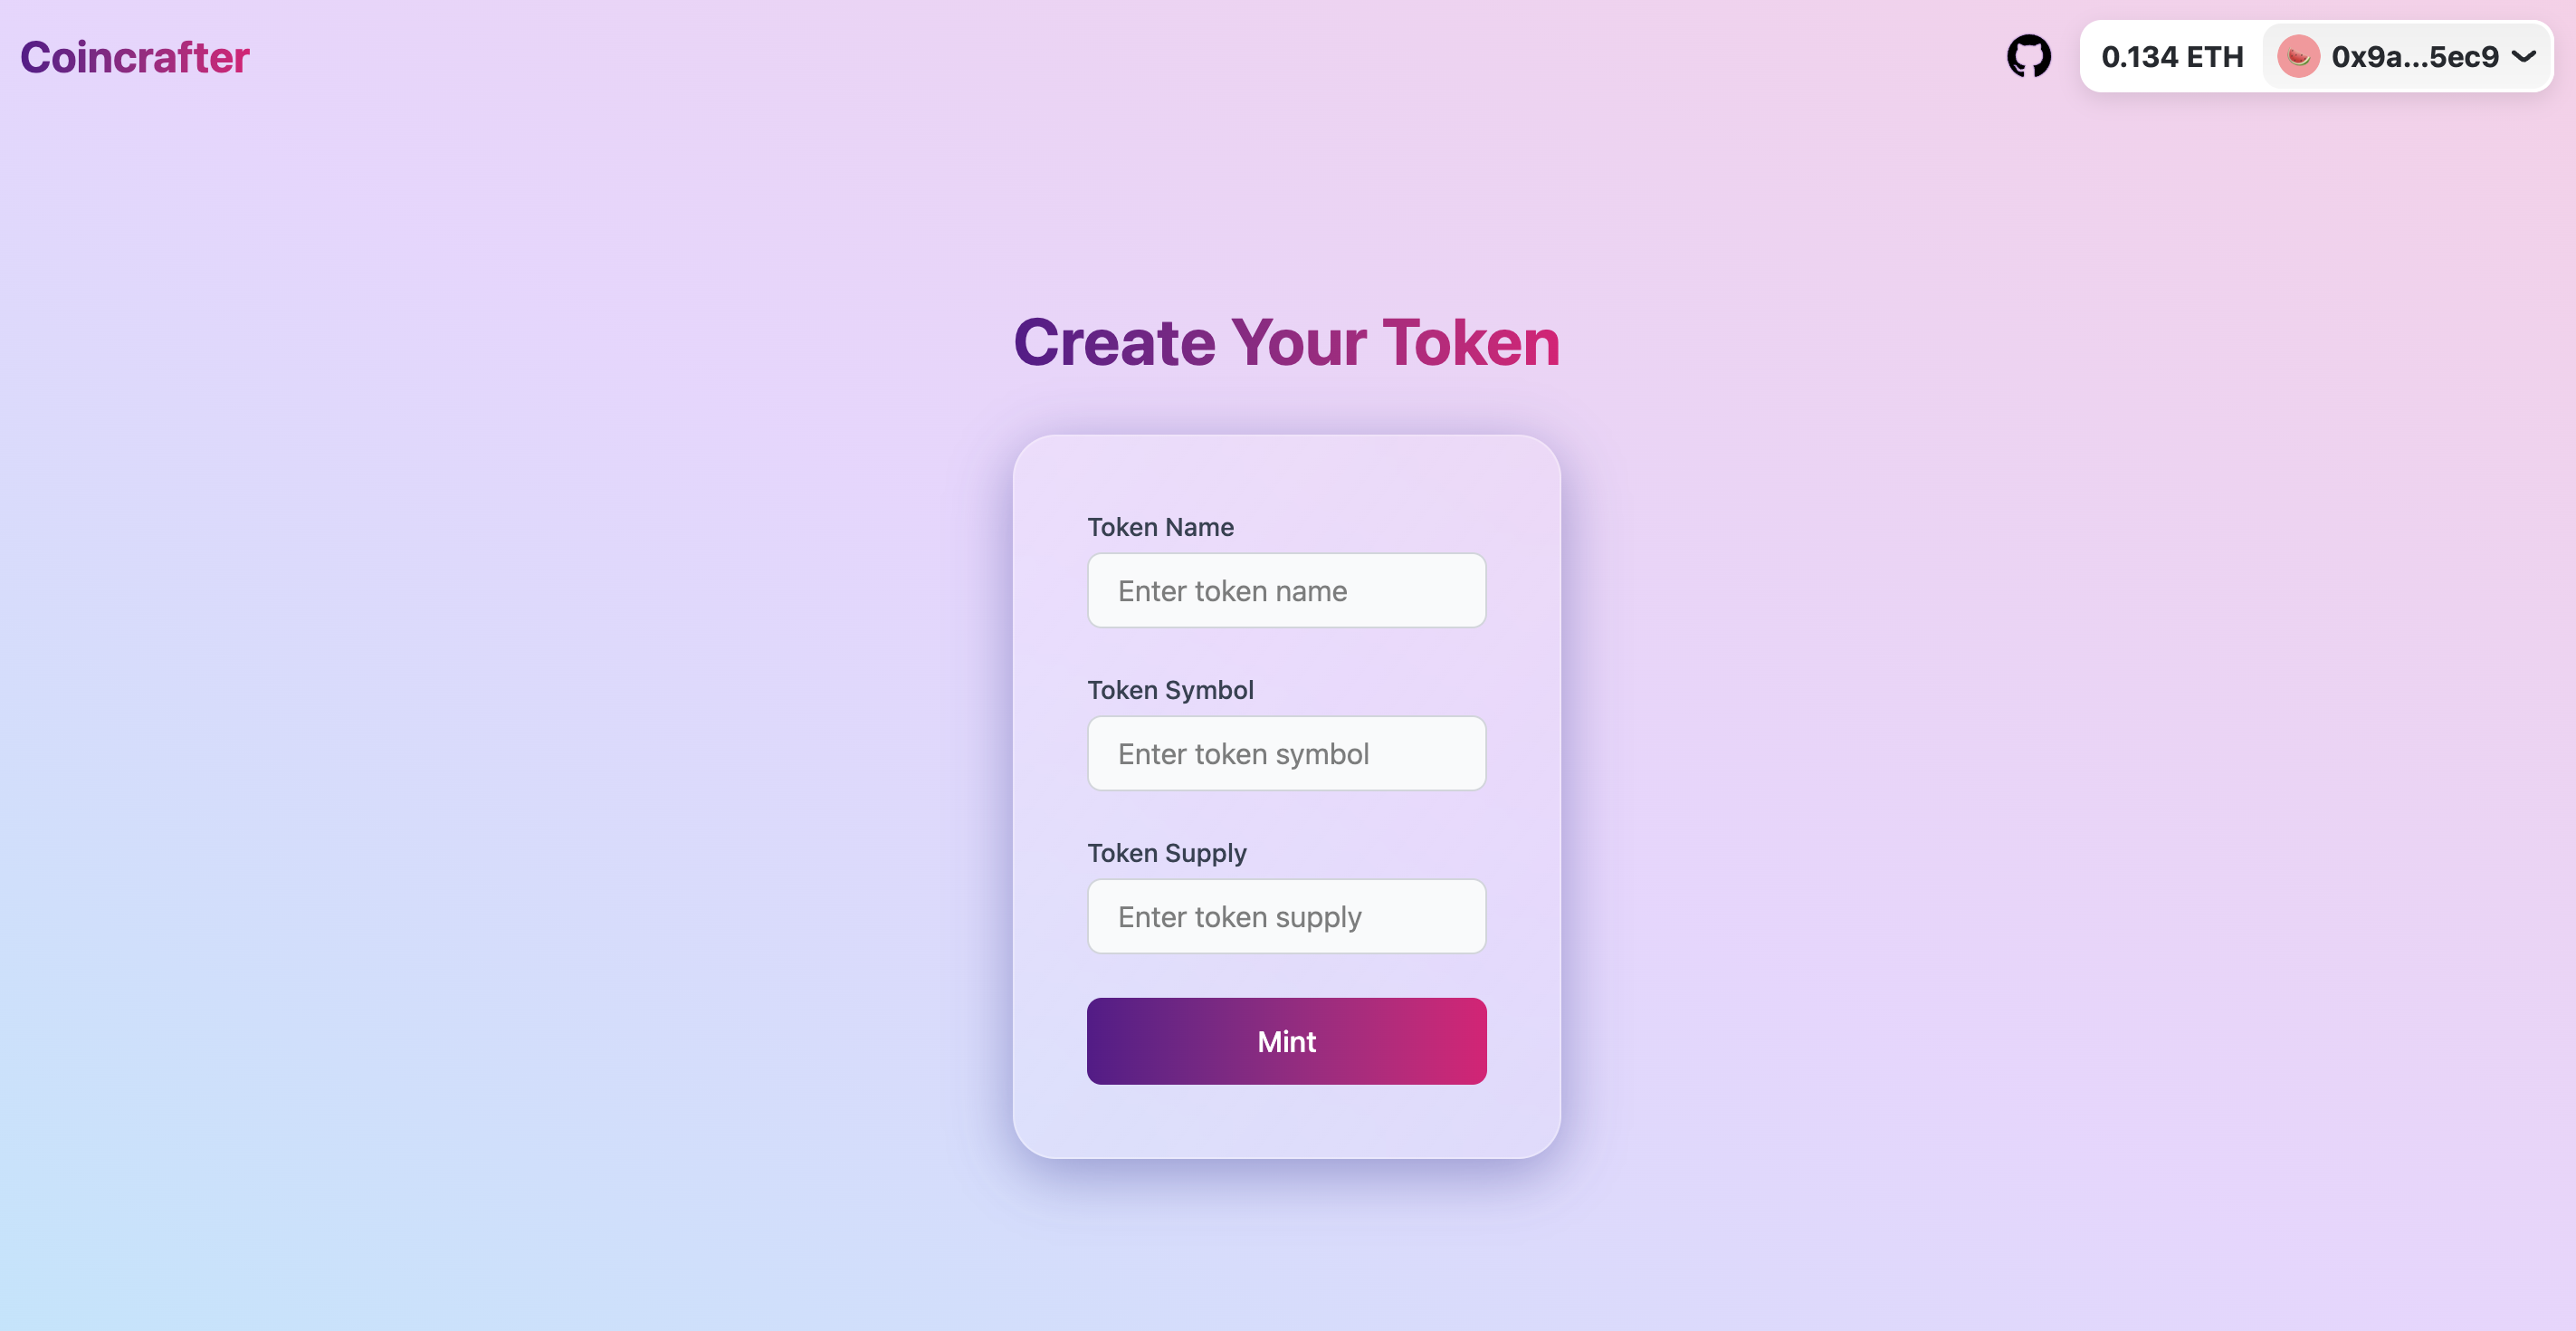 Coincrafter
0.134 ETH 0x9a...5ec9
Create Your Token
Token Name
Enter token name
Token Symbol
Enter token symbol
Token Supply
Enter token supply
Mint